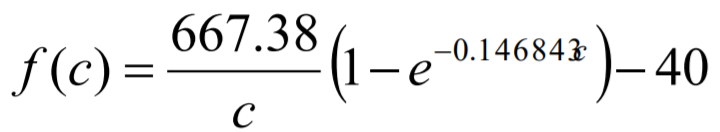 f(c) = 667.38/c (1 − e^−0.146843c) − 40